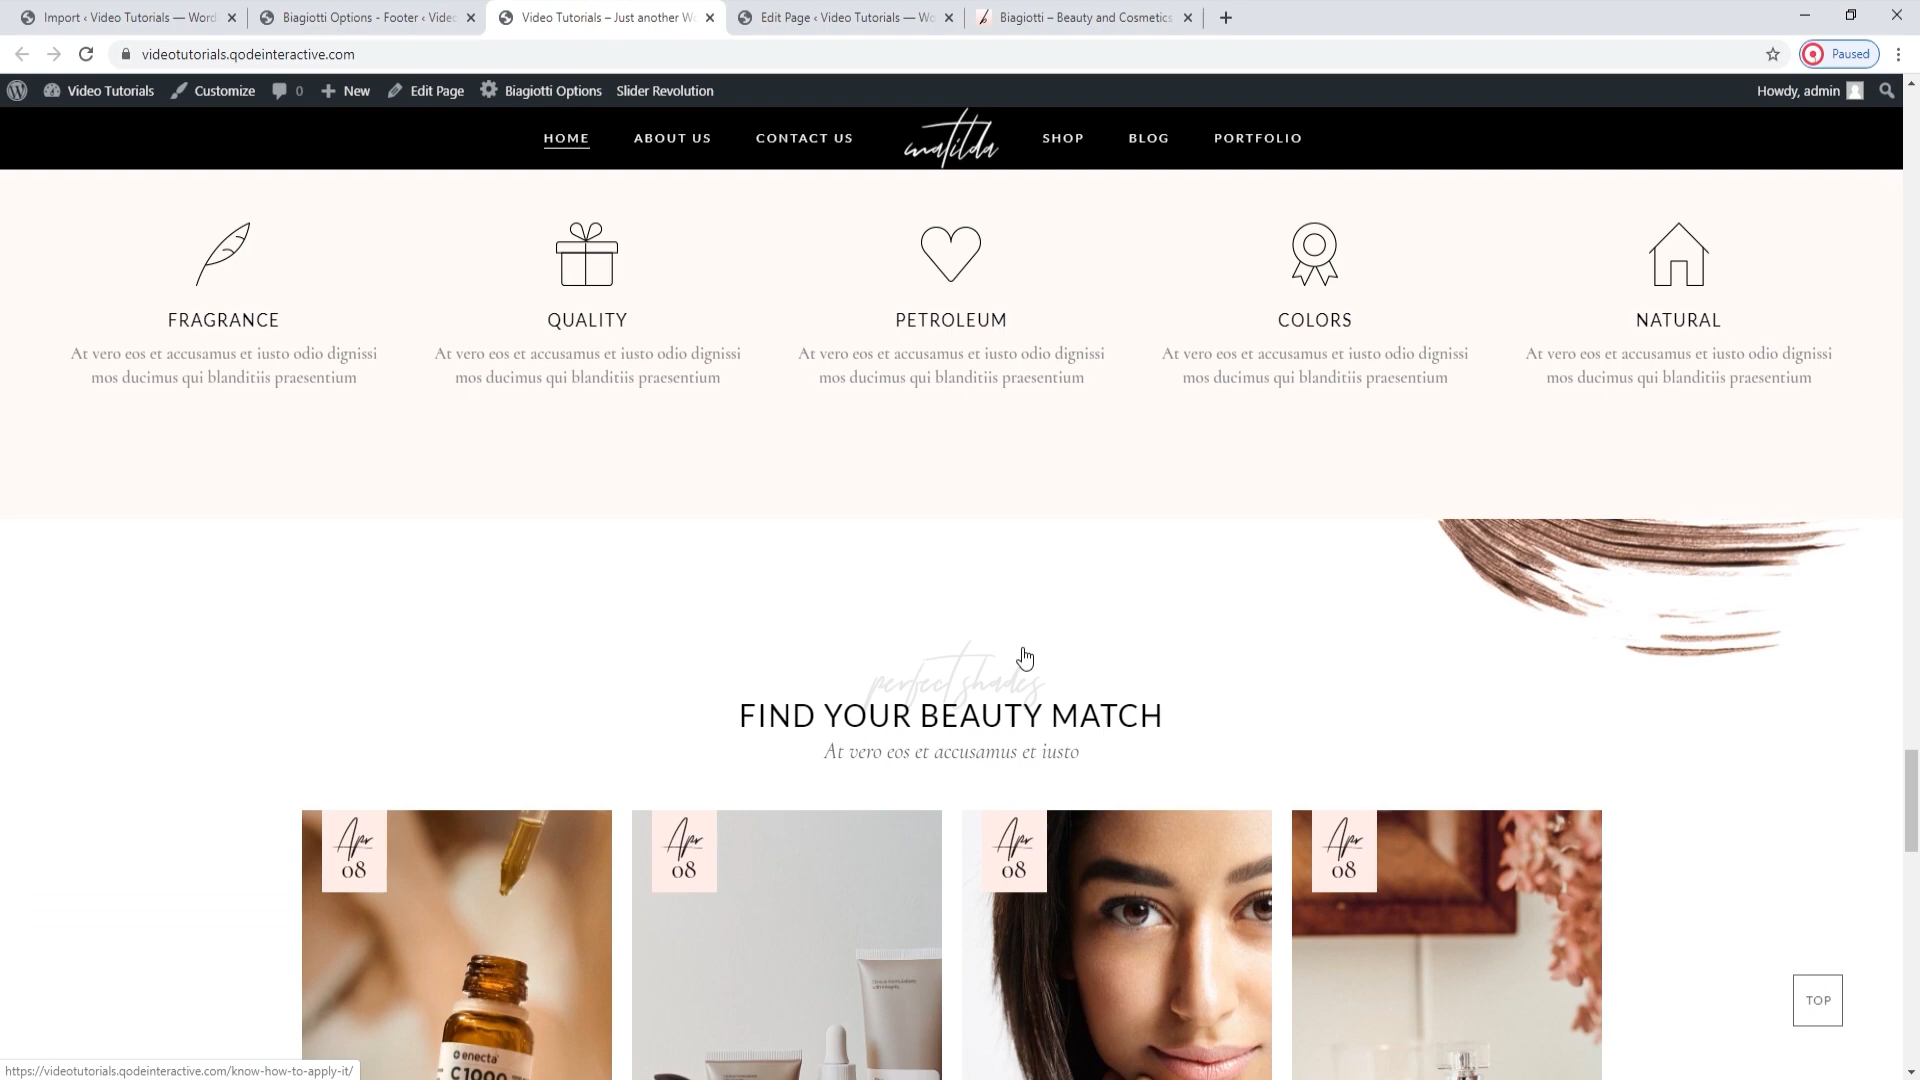 Import ‹ Video Tutorials — Word
Biagiotti Options - Footer ‹ Video
Video Tutorials – Just another Wo
Edit Page ‹ Video Tutorials — Wo
Biagiotti – Beauty and Cosmetics
videotutorials.qodeinteractive.com
Paused
Video Tutorials
Customize
0
New
Edit Page
Biagiotti Options
Slider Revolution
Howdy, admin
HOME
ABOUT US
CONTACT US
matilda
SHOP
BLOG
PORTFOLIO
FRAGRANCE
At vero eos et accusamus et iusto odio dignissi
mos ducimus qui blanditiis praesentium
QUALITY
At vero eos et accusamus et iusto odio dignissi
mos ducimus qui blanditiis praesentium
PETROLEUM
At vero eos et accusamus et iusto odio dignissi
mos ducimus qui blanditiis praesentium
COLORS
At vero eos et accusamus et iusto odio dignissi
mos ducimus qui blanditiis praesentium
NATURAL
At vero eos et accusamus et iusto odio dignissi
mos ducimus qui blanditiis praesentium
perfect shades
FIND YOUR BEAUTY MATCH
At vero eos et accusamus et iusto
Apr
08
Apr
08
Apr
08
Apr
08
enecta
C1000
TOP
https://videotutorials.qodeinteractive.com/know-how-to-apply-it/